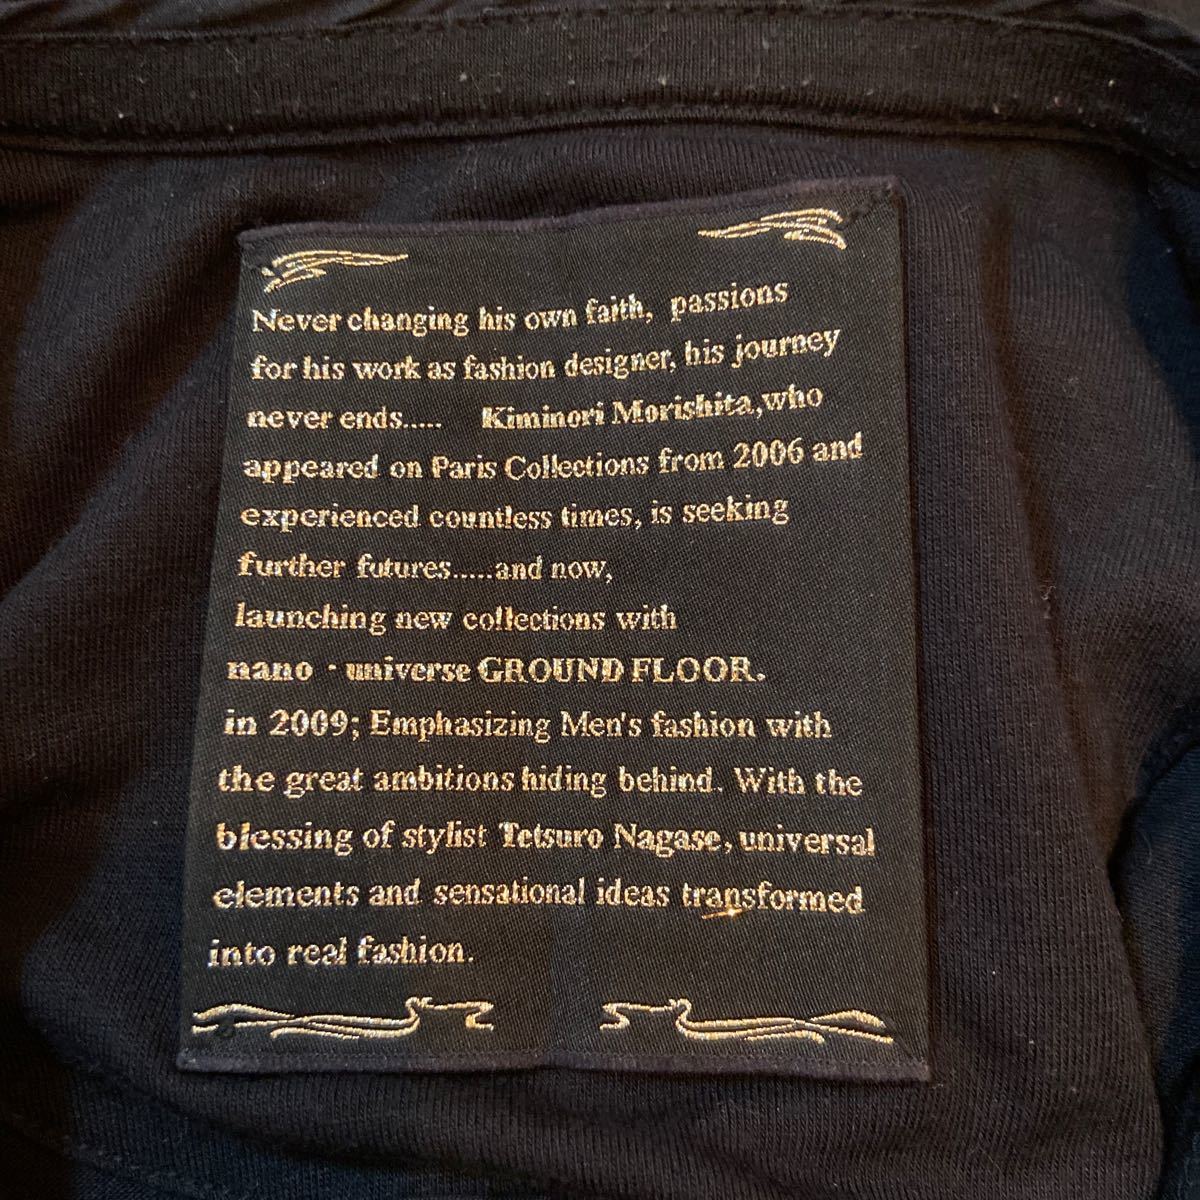 Never changing his own faith, passions
for his work as fashion designer, his journey
never ends..... Kiminori Morishita,who
appeared on Paris Collections from 2006 and
experienced countless times, is seeking
further futures.....and now,
launching new collections with
nano・universe GROUND FLOOR.
in 2009; Emphasizing Men's fashion with
the great ambitions hiding behind. With the
blessing of stylist Tetsuro Nagase, universal
elements and sensational ideas transformed
into real fashion.